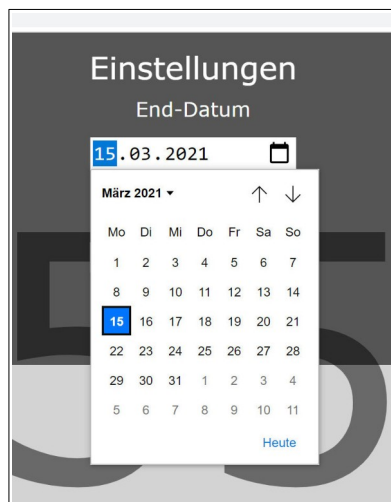 Einstellungen
End-Datum
15.03.2021
März 2021
Mo Di Mi Do Fr Sa So
1 2 3 4 5 6 7
8 9 10 11 12 13 14
15 16 17 18 19 20 21
22 23 24 25 26 27 28
29 30 31 1 2 3 4
5 6 7 8 9 10 11
Heute